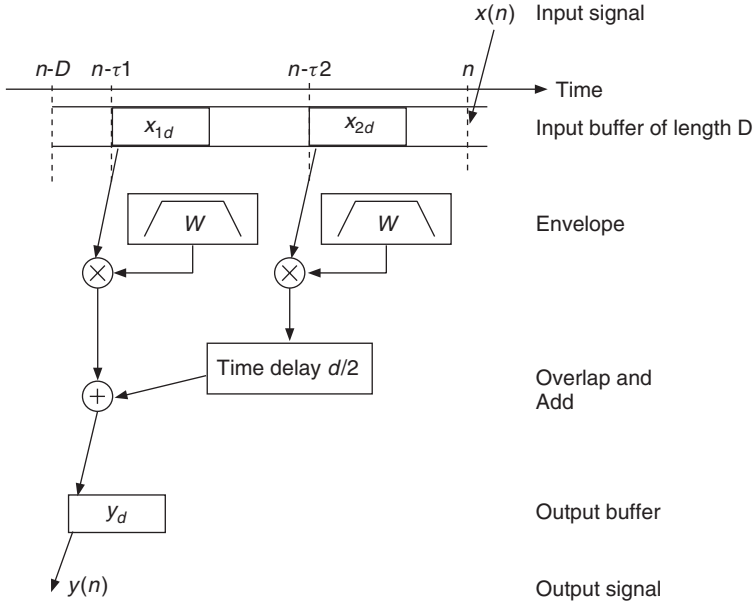 x(n) Input signal
n-D n-τ1 n-τ2 n
Time
x1d x2d Input buffer of length D
W W Envelope
× ×
Time delay d/2
+ Overlap and
Add
yd Output buffer
y(n) Output signal